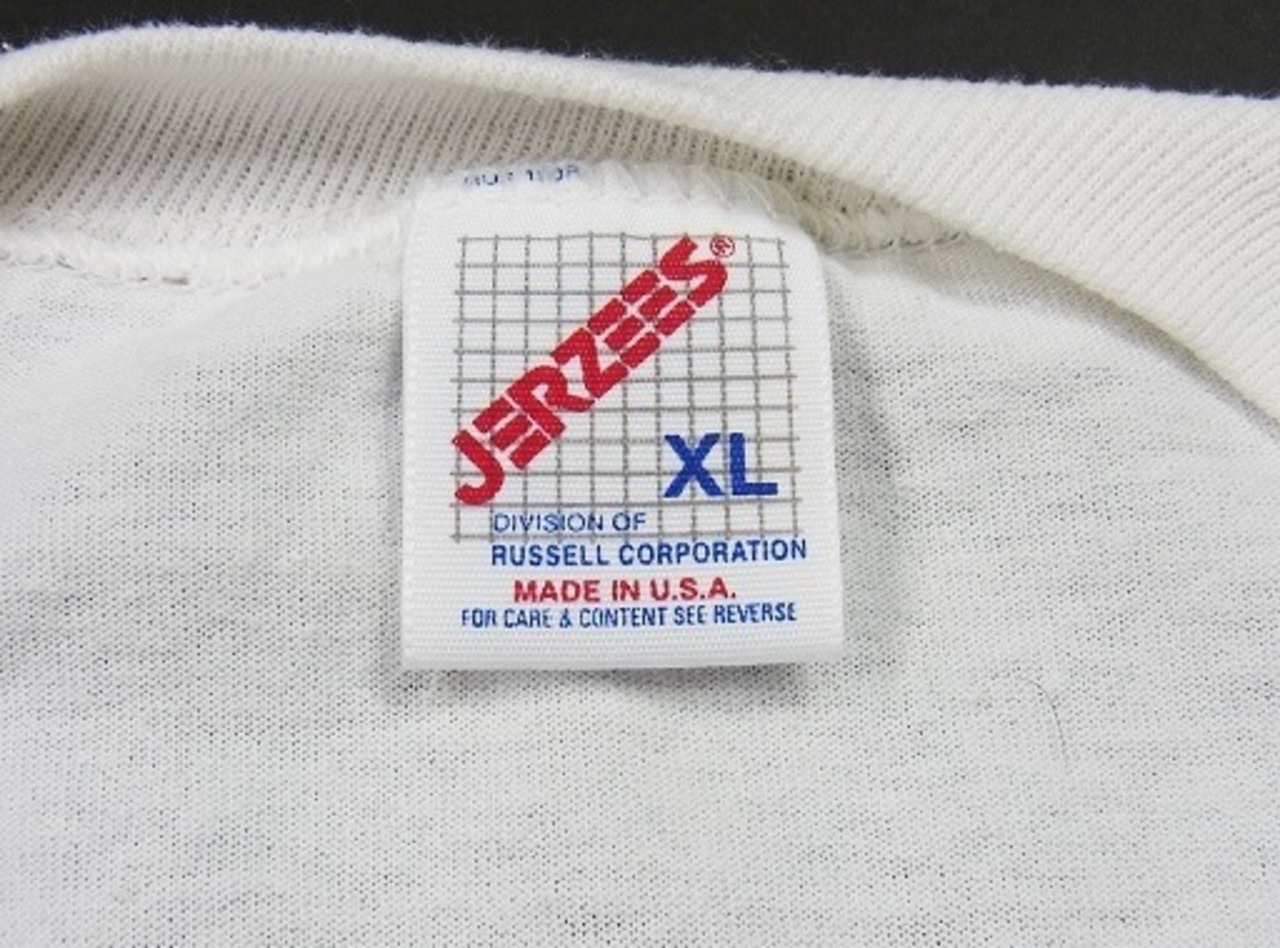 JERZEES®
XL
DIVISION OF
RUSSELL CORPORATION
MADE IN U.S.A.
FOR CARE & CONTENT SEE REVERSE